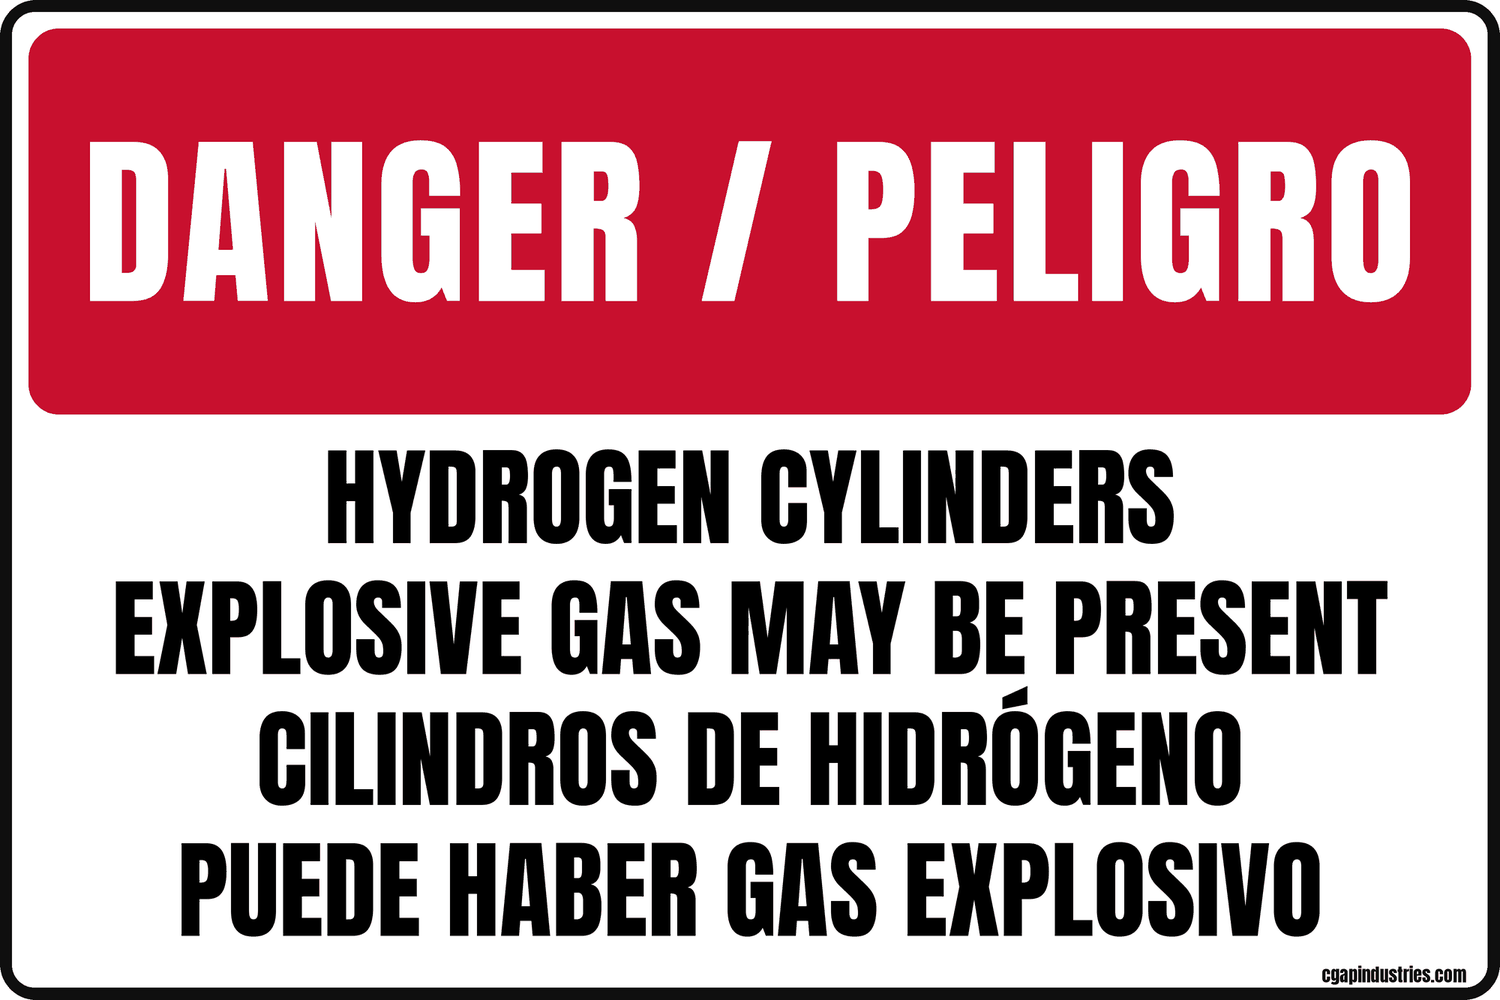 DANGER / PELIGRO
HYDROGEN CYLINDERS
EXPLOSIVE GAS MAY BE PRESENT
CILINDROS DE HIDRÓGENO
PUEDE HABER GAS EXPLOSIVO
cgapindustries.com